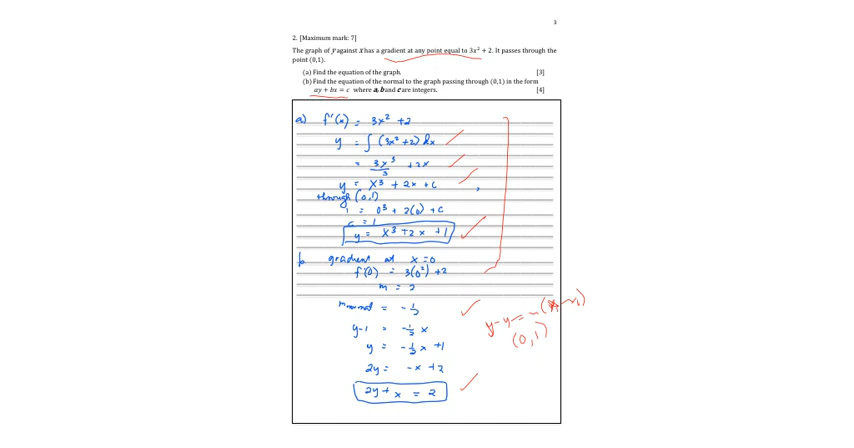 3
2. [Maximum mark: 7]
The graph of y against x has a gradient at any point equal to 3x² + 2. It passes through the
point (0,1).
(a) Find the equation of the graph. [3]
(b) Find the equation of the normal to the graph passing through (0,1) in the form
ay + bx = c where a, b and c are integers. [4]
a) f'(x) = 3x² + 2
y = ∫ (3x² + 2) dx
= 3x³/3 + 2x
y = x³ + 2x + c
through (0,1)
1 = 0³ + 2(0) + c
c = 1
y = x³ + 2x + 1
b. gradient at x = 0
f'(0) = 3(0²) + 2
m = 2
m normal = -1/2
y-1 = -1/2 x
y = -1/2 x + 1
2y = -x + 2
2y + x = 2
(0,1)